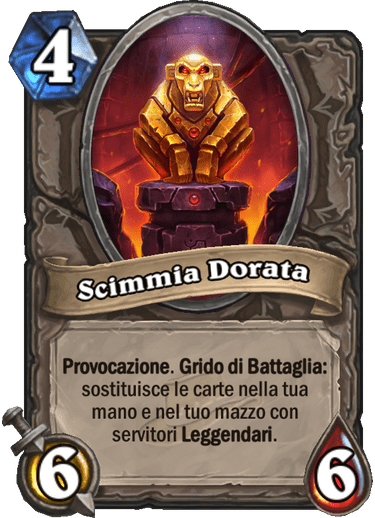 4
Scimmia Dorata
Provocazione. Grido di Battaglia:
sostituisce le carte nella tua
mano e nel tuo mazzo con
servitori Leggendari.
6 6